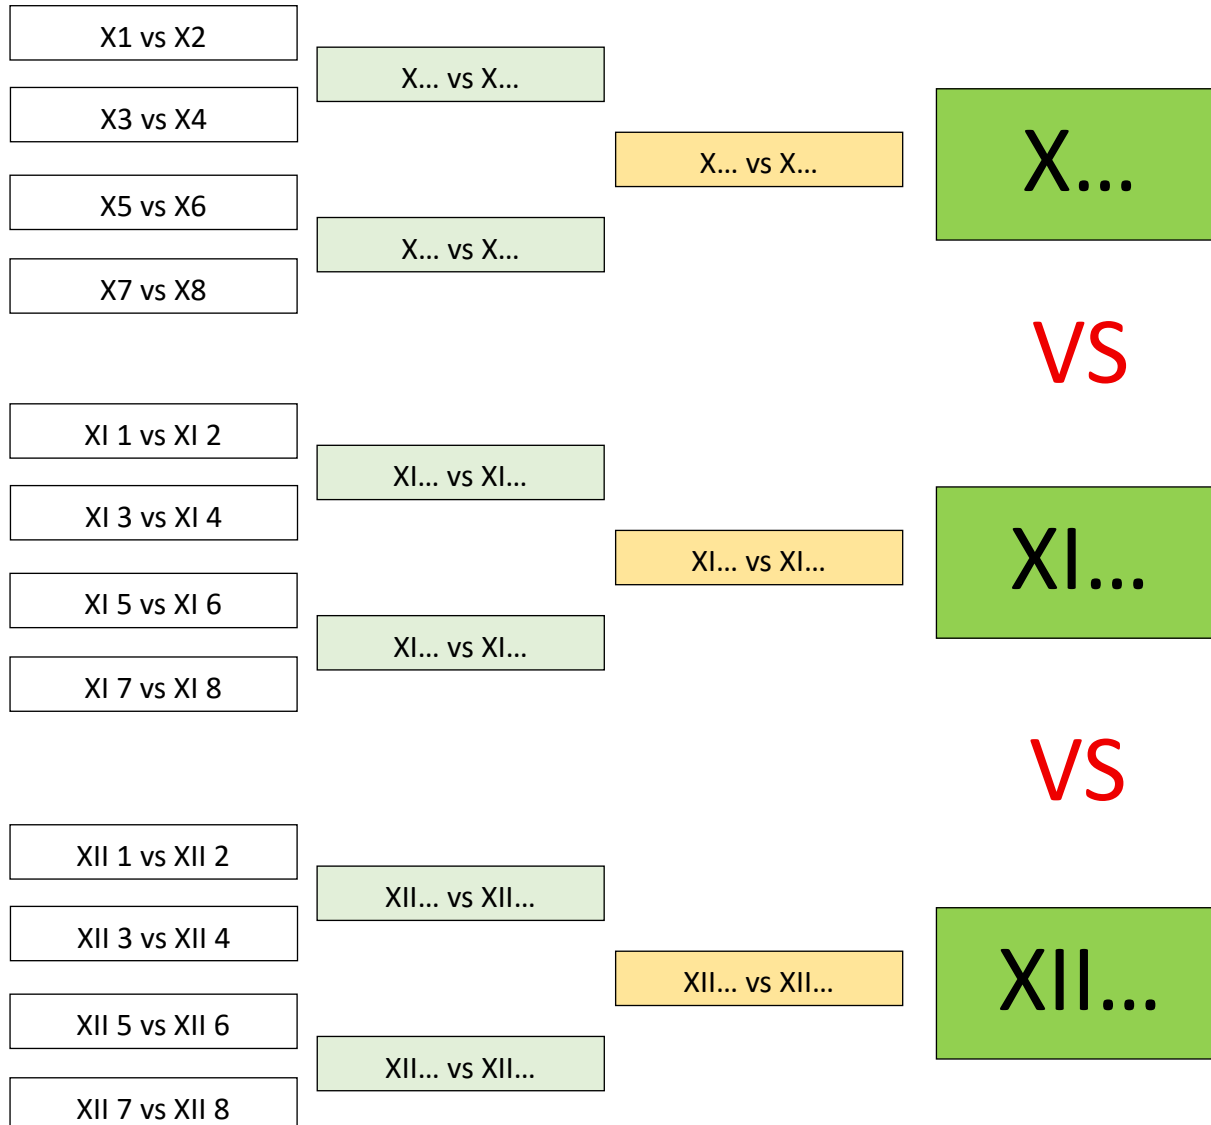 X1 vs X2
X… vs X…
X3 vs X4
X… vs X…
X…
X5 vs X6
X… vs X…
X7 vs X8
VS
XI 1 vs XI 2
XI… vs XI…
XI 3 vs XI 4
XI… vs XI…
XI…
XI 5 vs XI 6
XI… vs XI…
XI 7 vs XI 8
VS
XII 1 vs XII 2
XII… vs XII…
XII 3 vs XII 4
XII… vs XII…
XII…
XII 5 vs XII 6
XII… vs XII…
XII 7 vs XII 8